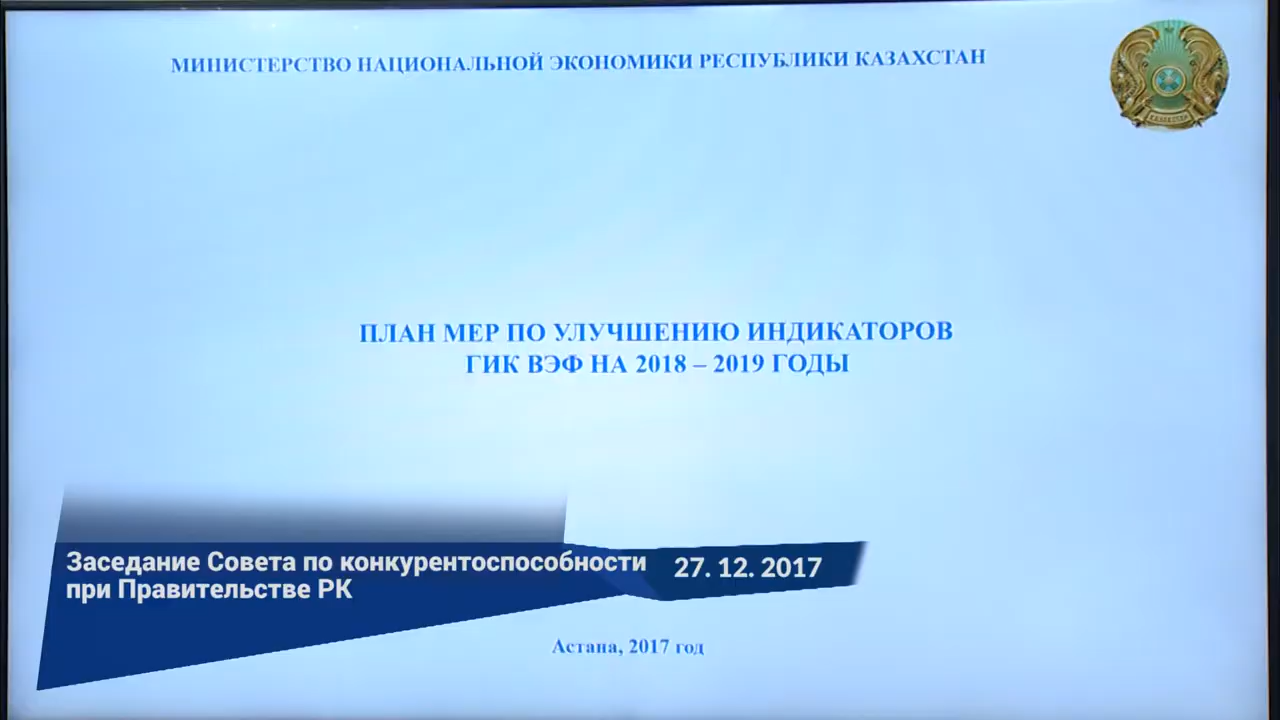 МИНИСТЕРСТВО НАЦИОНАЛЬНОЙ ЭКОНОМИКИ РЕСПУБЛИКИ КАЗАХСТАН
ПЛАН МЕР ПО УЛУЧШЕНИЮ ИНДИКАТОРОВ
ГИК ВЭФ НА 2018 – 2019 ГОДЫ
Заседание Совета по конкурентоспособности
при Правительстве РК
27. 12. 2017
Астана, 2017 год